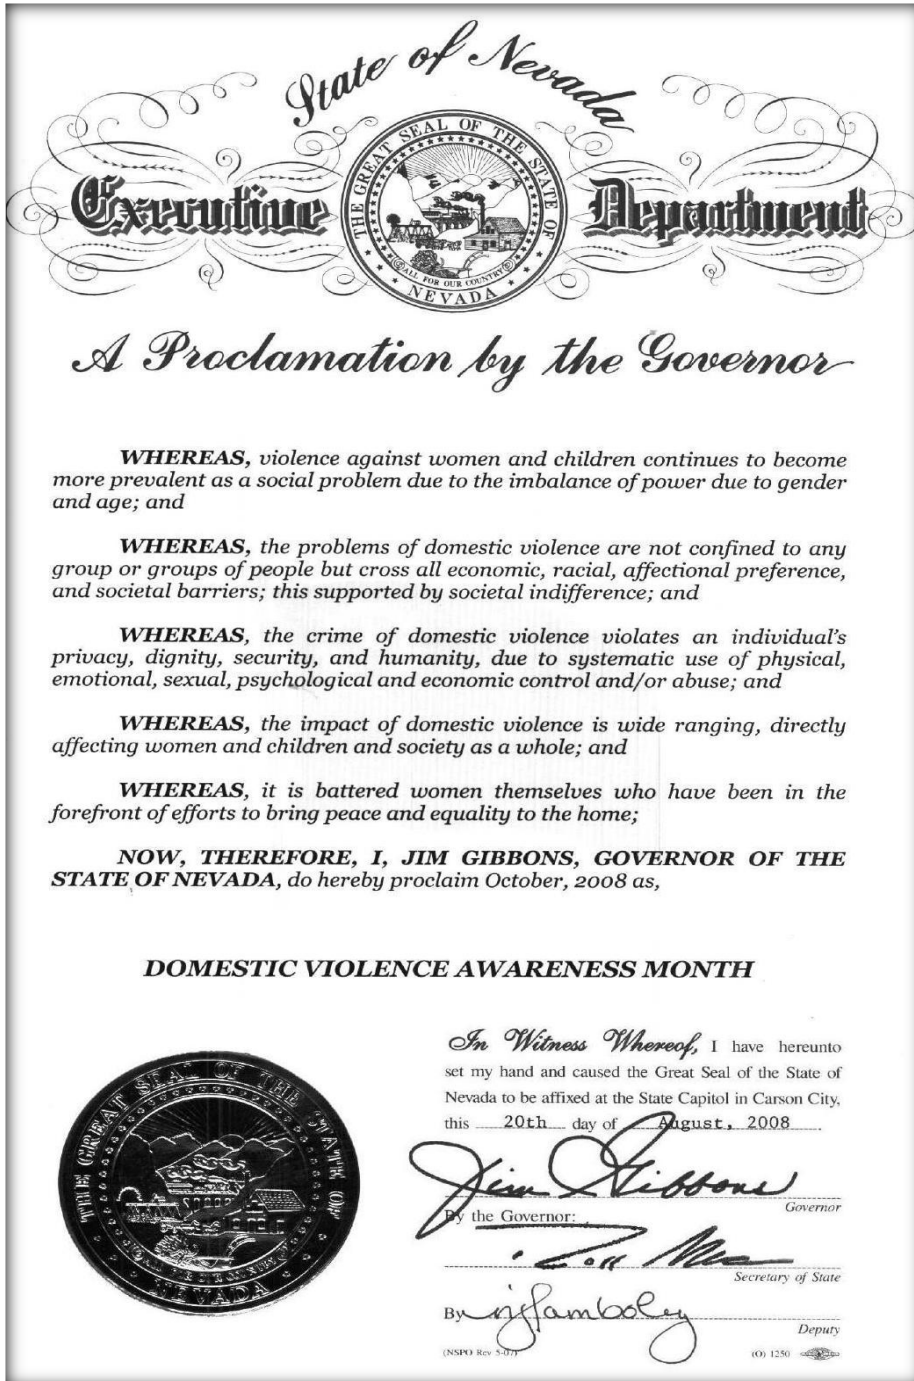 State of Nevada
THE GREAT SEAL OF THE STATE OF
NEVADA
ALL FOR OUR COUNTRY
Executive Department
A Proclamation by the Governor
WHEREAS, violence against women and children continues to become
more prevalent as a social problem due to the imbalance of power due to gender
and age; and
WHEREAS, the problems of domestic violence are not confined to any
group or groups of people but cross all economic, racial, affectional preference,
and societal barriers; this supported by societal indifference; and
WHEREAS, the crime of domestic violence violates an individual's
privacy, dignity, security, and humanity, due to systematic use of physical,
emotional, sexual, psychological and economic control and/or abuse; and
WHEREAS, the impact of domestic violence is wide ranging, directly
affecting women and children and society as a whole; and
WHEREAS, it is battered women themselves who have been in the
forefront of efforts to bring peace and equality to the home;
NOW, THEREFORE, I, JIM GIBBONS, GOVERNOR OF THE
STATE OF NEVADA, do hereby proclaim October, 2008 as,
DOMESTIC VIOLENCE AWARENESS MONTH
THE GREAT SEAL OF THE STATE OF
NEVADA
ALL FOR OUR COUNTRY
In Witness Whereof, I have hereunto
set my hand and caused the Great Seal of the State of
Nevada to be affixed at the State Capitol in Carson City,
this 20th day of August, 2008
Jim Gibbons
Governor
By the Governor:
Secretary of State
By
Deputy
(NSPO Rev 5-07)
(O) 1250